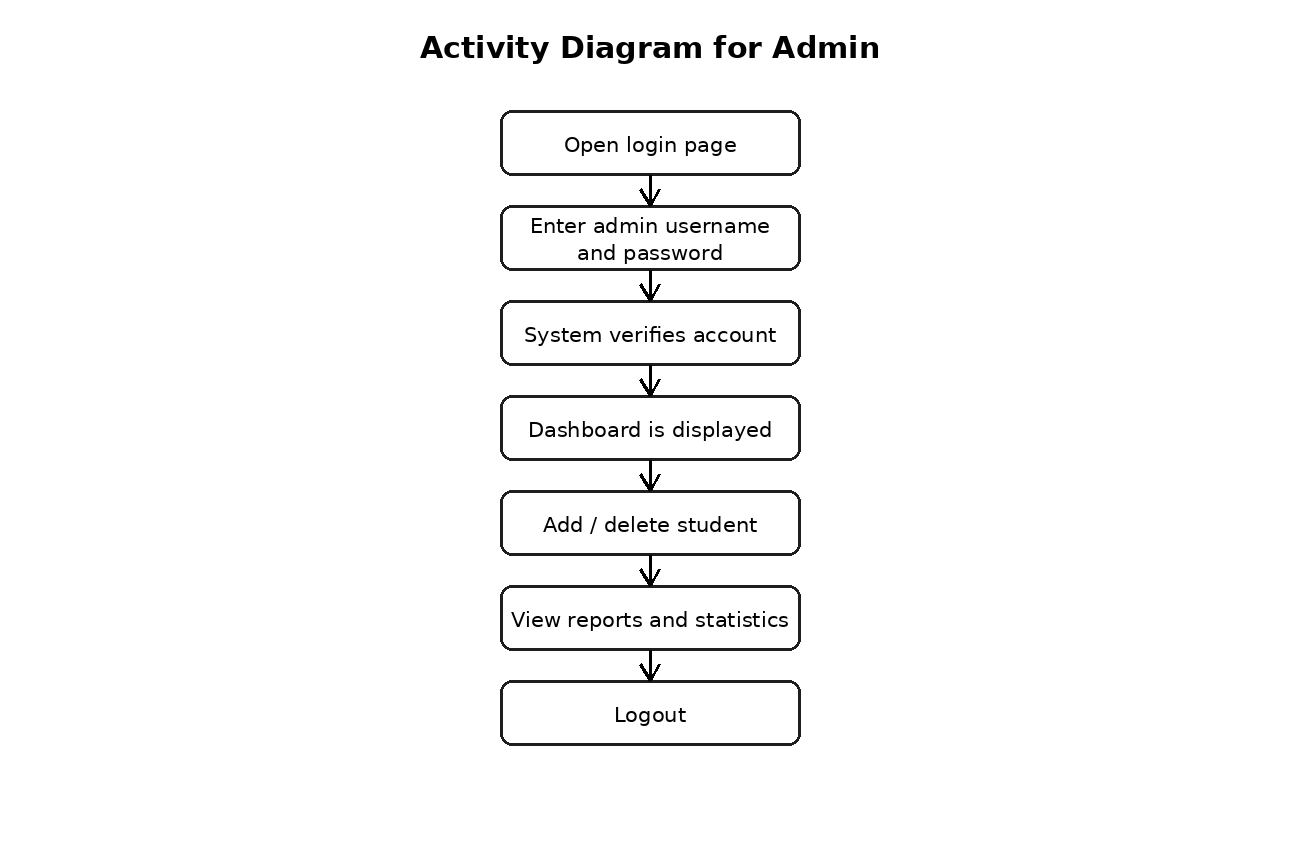 Activity Diagram for Admin
Open login page
Enter admin username
and password
System verifies account
Dashboard is displayed
Add / delete student
View reports and statistics
Logout